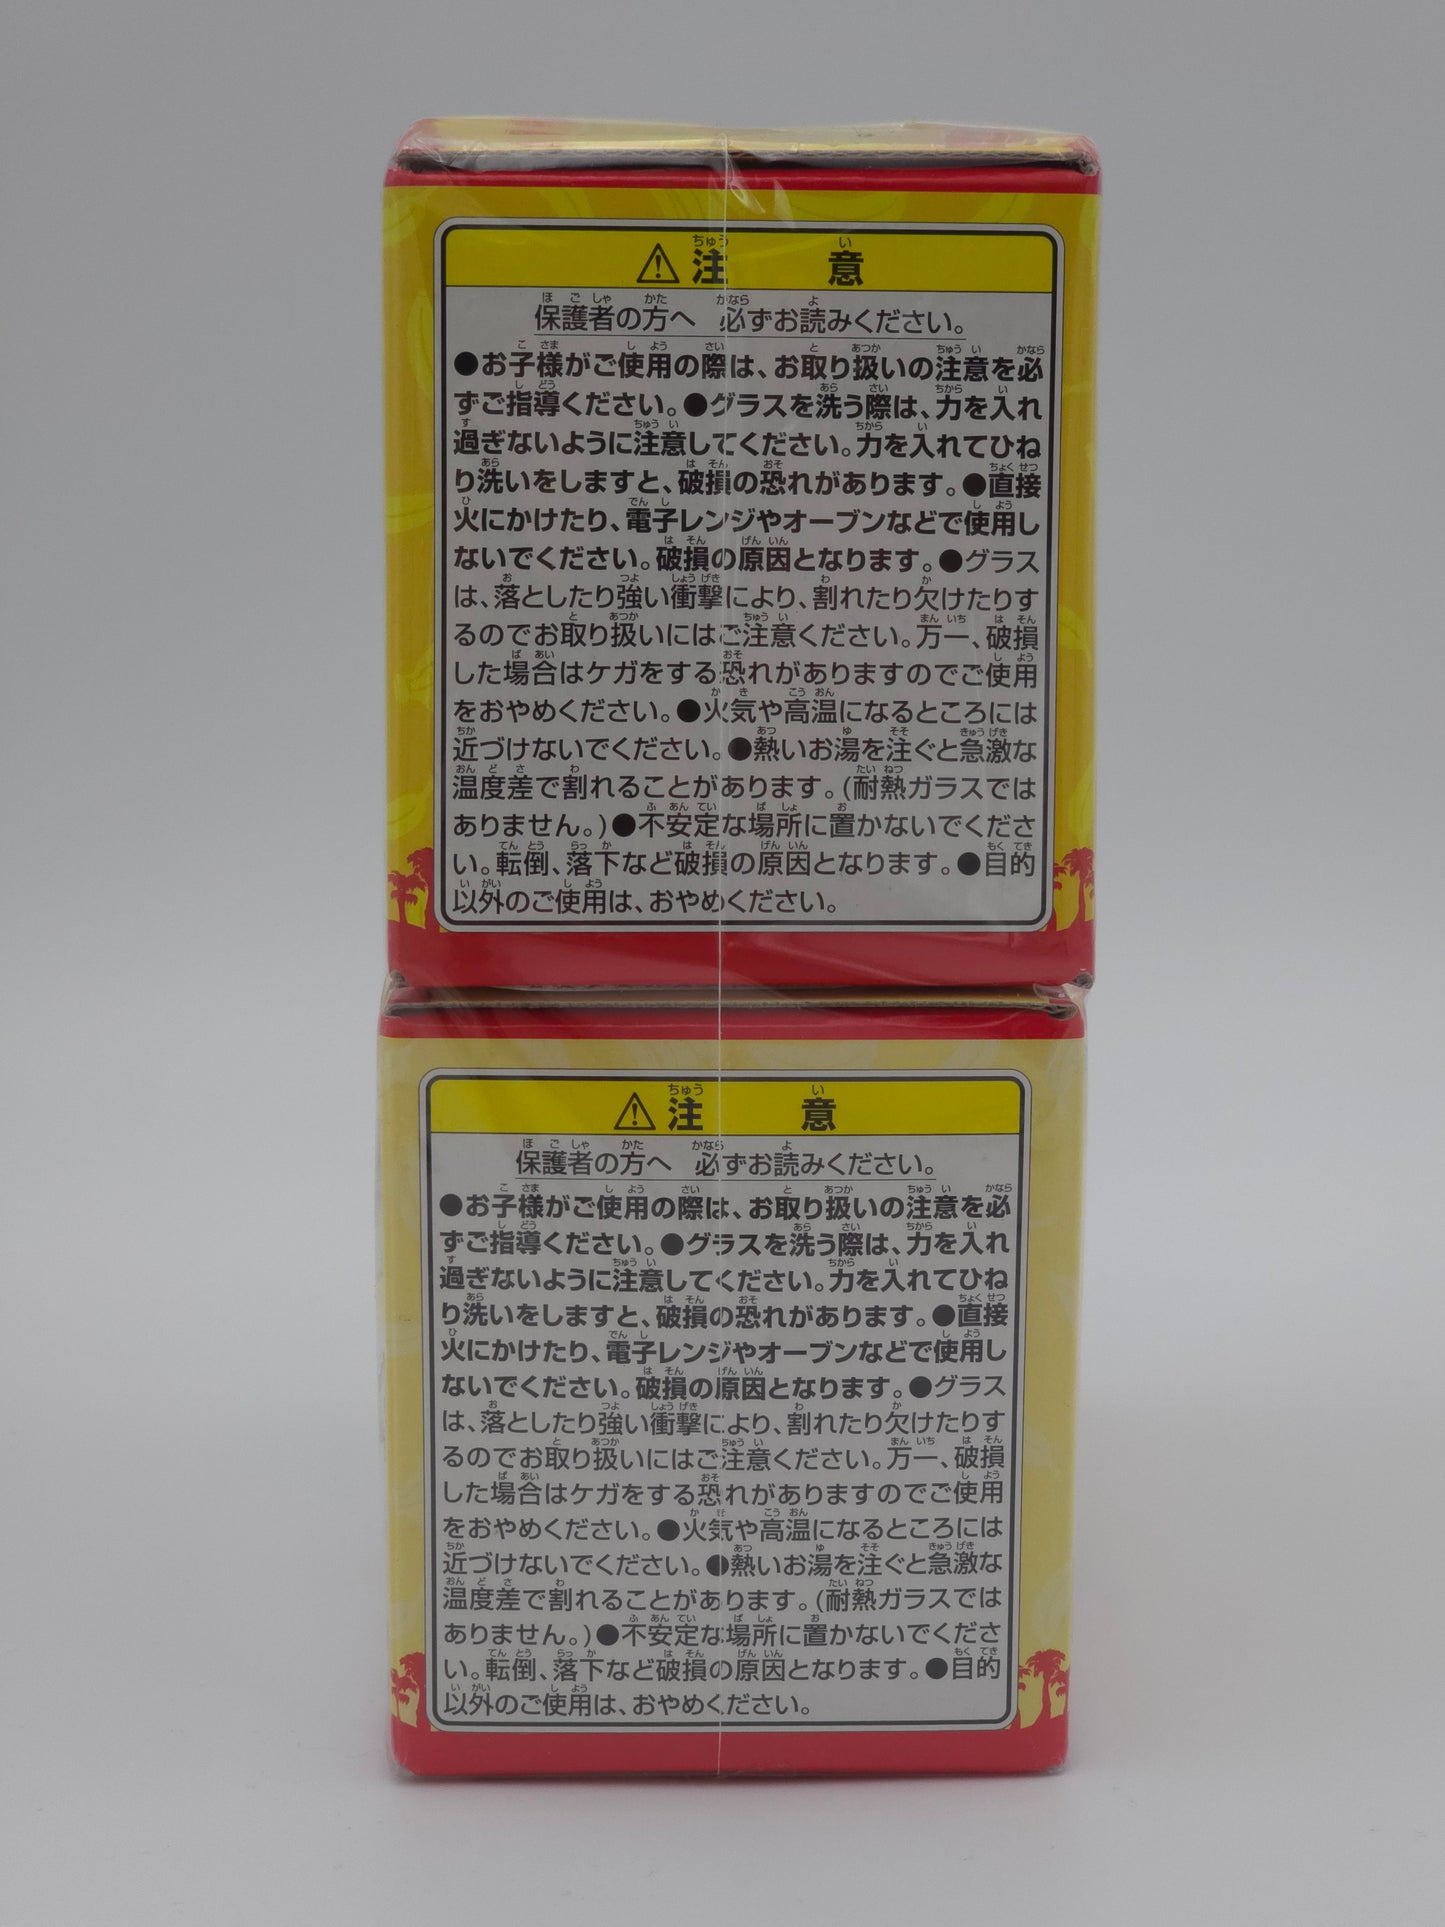 注意
保護者の方へ 必ずお読みください。
●お子様がご使用の際は、お取り扱いの注意を必
ずご指導ください。●グラスを洗う際は、力を入れ
過ぎないように注意してください。力を入れてひね
り洗いをしますと、破損の恐れがあります。●直接
火にかけたり、電子レンジやオーブンなどで使用し
ないでください。破損の原因となります。●グラス
は、落としたり強い衝撃により、割れたり欠けたりす
るのでお取り扱いにはご注意ください。万一、破損
した場合はケガをする恐れがありますのでご使用
をおやめください。●火気や高温になるところには
近づけないでください。●熱いお湯を注ぐと急激な
温度差で割れることがあります。(耐熱ガラスでは
ありません。)●不安定な場所に置かないでくださ
い。転倒、落下など破損の原因となります。●目的
以外のご使用は、おやめください。
注意
保護者の方へ 必ずお読みください。
●お子様がご使用の際は、お取り扱いの注意を必
ずご指導ください。●グラスを洗う際は、力を入れ
過ぎないように注意してください。力を入れてひね
り洗いをしますと、破損の恐れがあります。●直接
火にかけたり、電子レンジやオーブンなどで使用し
ないでください。破損の原因となります。●グラス
は、落としたり強い衝撃により、割れたり欠けたりす
るのでお取り扱いにはご注意ください。万一、破損
した場合はケガをする恐れがありますのでご使用
をおやめください。●火気や高温になるところには
近づけないでください。●熱いお湯を注ぐと急激な
温度差で割れることがあります。(耐熱ガラスでは
ありません。)●不安定な場所に置かないでくださ
い。転倒、落下など破損の原因となります。●目的
以外のご使用は、おやめください。